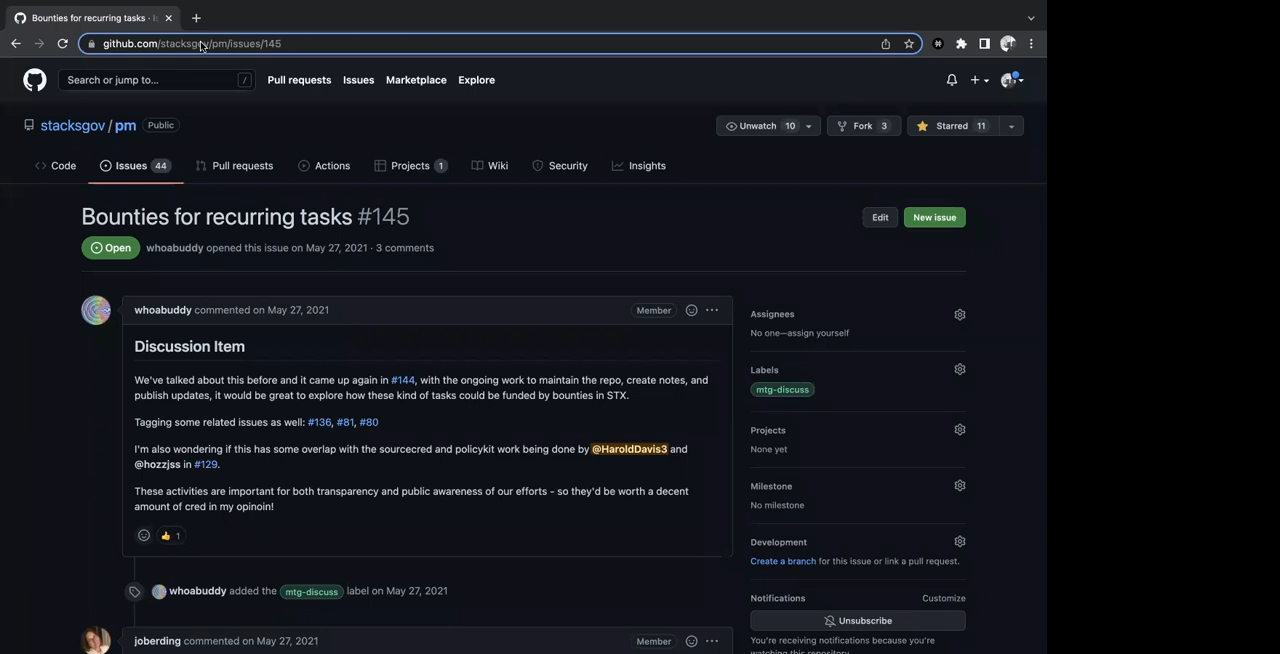 Bounties for recurring tasks ·
github.com/stacksgov/pm/issues/145
Search or jump to... /
Pull requests Issues Marketplace Explore
stacksgov / pm Public
Unwatch 10 Fork 3 Starred 11
Code Issues 44 Pull requests Actions Projects 1 Wiki Security Insights
Bounties for recurring tasks #145
Edit New issue
Open whoabuddy opened this issue on May 27, 2021 · 3 comments
whoabuddy commented on May 27, 2021 Member
Discussion Item
We've talked about this before and it came up again in #144, with the ongoing work to maintain the repo, create notes, and
publish updates, it would be great to explore how these kind of tasks could be funded by bounties in STX.
Tagging some related issues as well: #136, #81, #80
I'm also wondering if this has some overlap with the sourcecred and policykit work being done by @HaroldDavis3 and
@hozzjss in #129.
These activities are important for both transparency and public awareness of our efforts - so they'd be worth a decent
amount of cred in my opinoin!
1
whoabuddy added the mtg-discuss label on May 27, 2021
joberding commented on May 27, 2021 Member
Assignees
No one—assign yourself
Labels
mtg-discuss
Projects
None yet
Milestone
No milestone
Development
Create a branch for this issue or link a pull request.
Notifications Customize
Unsubscribe
You're receiving notifications because you're
watching this repository.